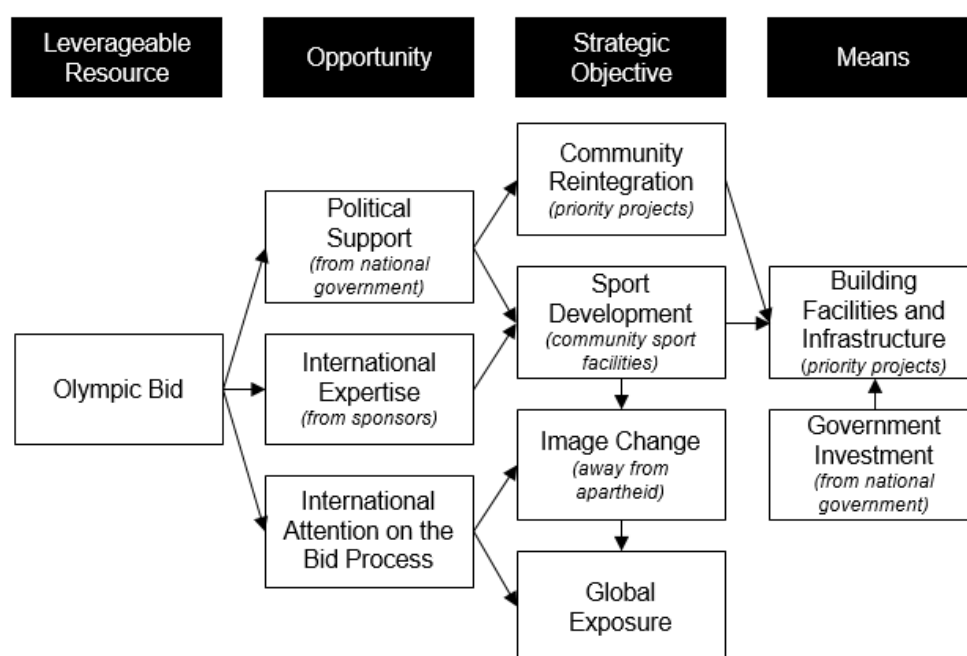 Leverageable
Resource
Opportunity
Strategic
Objective
Means
Olympic Bid
Political
Support
(from national
government)
International
Expertise
(from sponsors)
International
Attention on the
Bid Process
Community
Reintegration
(priority projects)
Sport
Development
(community sport
facilities)
Image Change
(away from
apartheid)
Global
Exposure
Building
Facilities and
Infrastructure
(priority projects)
Government
Investment
(from national
government)